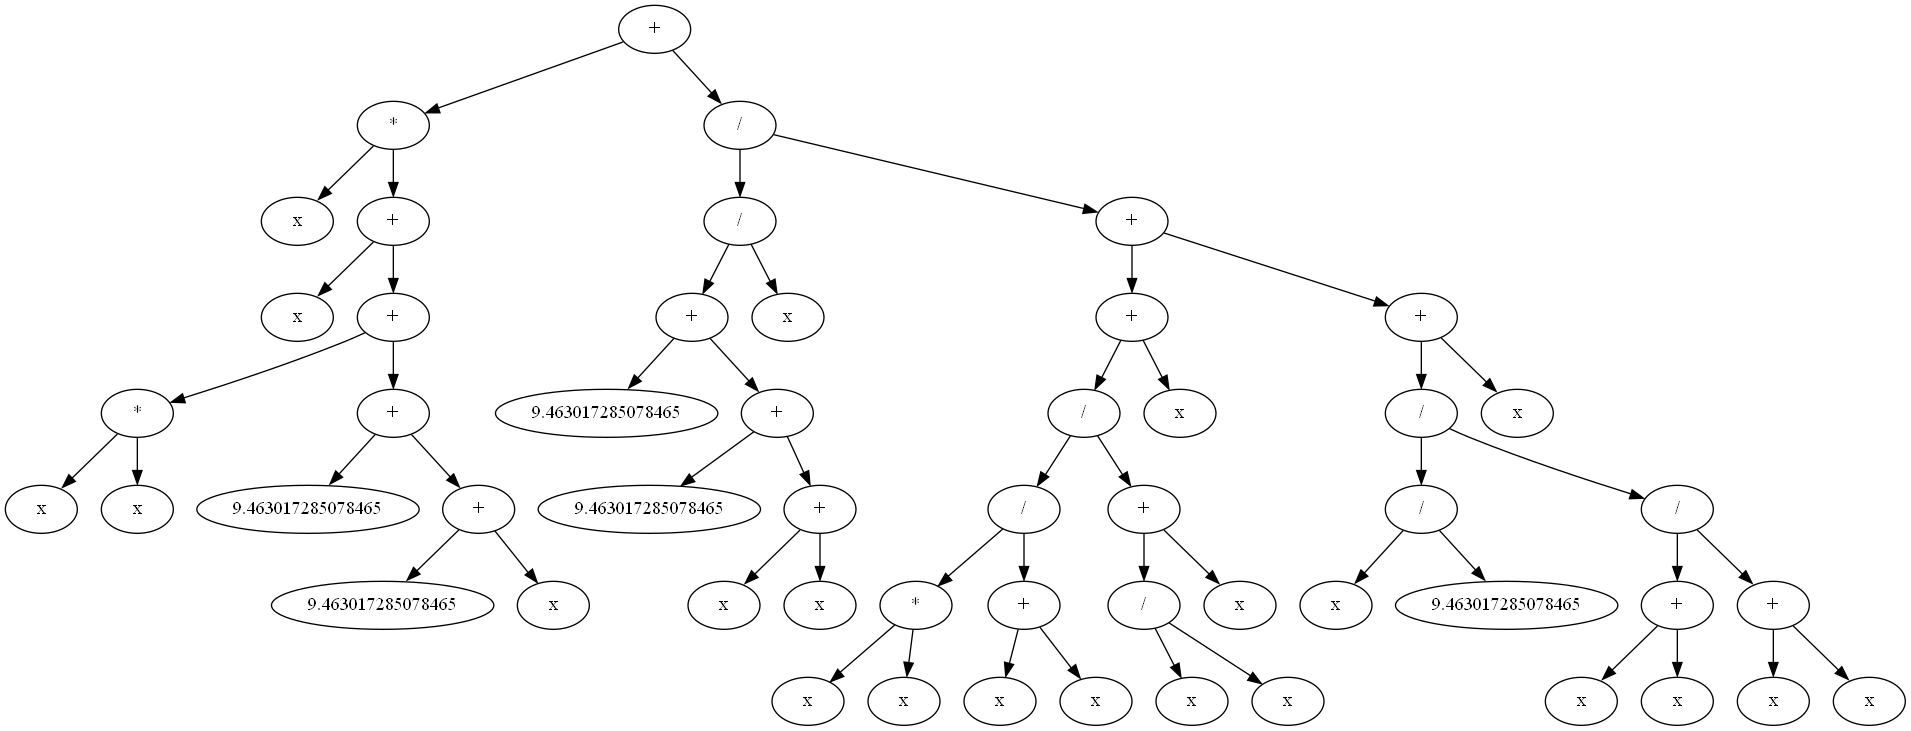 +
* /
x + / +
x + + x + +
* + 9.463017285078465 + / x / x
x x 9.463017285078465 + 9.463017285078465 + / + / /
9.463017285078465 x x x * + / x x 9.463017285078465 + +
x x x x x x x x x x